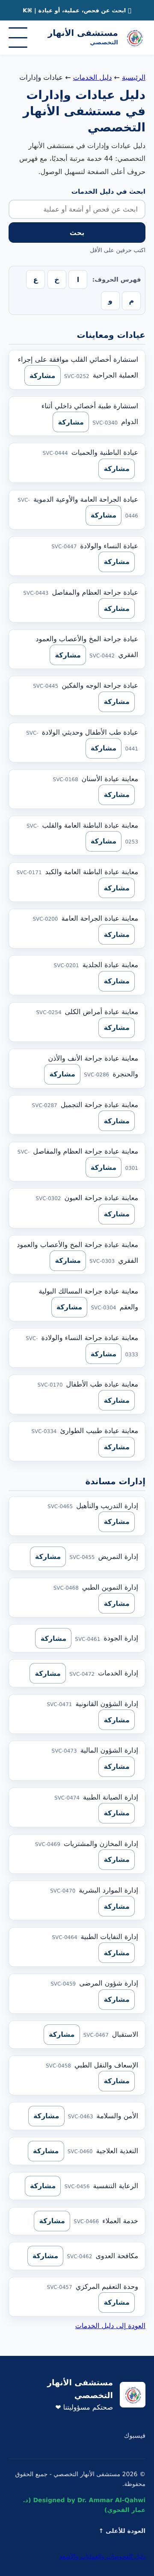 ابحث عن فحص، عملية، أو عيادة | ⌘K
مستشفى الأنهار
التخصصي
الرئيسية ← دليل الخدمات ← عيادات وإدارات
دليل عيادات وإدارات
في مستشفى الأنهار
التخصصي
دليل عيادات وإدارات في مستشفى الأنهار
التخصصي: 44 خدمة مرتبة أبجديًا، مع فهرس
حروف أعلى الصفحة لسهولة الوصول.
ابحث في دليل الخدمات
ابحث عن فحص أو أشعة أو عملية
بحث
اكتب حرفين على الأقل.
فهرس الحروف:
ا
خ
ع
م
و
عيادات ومعاينات
استشارة أخصائي القلب موافقة على إجراء
العملية الجراحية SVC-0252 مشاركة
استشارة طبية أخصائي داخلي أثناء
الدوام SVC-0340 مشاركة
عيادة الباطنية والحميات SVC-0444
مشاركة
عيادة الجراحة العامة والأوعية الدموية SVC-
0446 مشاركة
عيادة النساء والولادة SVC-0447
مشاركة
عيادة جراحة العظام والمفاصل SVC-0443
مشاركة
عيادة جراحة المخ والأعصاب والعمود
الفقري SVC-0442 مشاركة
عيادة جراحة الوجه والفكين SVC-0445
مشاركة
عيادة طب الأطفال وحديثي الولادة SVC-
0441 مشاركة
معاينة عيادة الأسنان SVC-0168
مشاركة
معاينة عيادة الباطنة العامة والقلب SVC-
0253 مشاركة
معاينة عيادة الباطنة العامة والكبد SVC-0171
مشاركة
معاينة عيادة الجراحة العامة SVC-0200
مشاركة
معاينة عيادة الجلدية SVC-0201
مشاركة
معاينة عيادة أمراض الكلى SVC-0254
مشاركة
معاينة عيادة جراحة الأنف والأذن
والحنجرة SVC-0286 مشاركة
معاينة عيادة جراحة التجميل SVC-0287
مشاركة
معاينة عيادة جراحة العظام والمفاصل SVC-
0301 مشاركة
معاينة عيادة جراحة العيون SVC-0302
مشاركة
معاينة عيادة جراحة المخ والأعصاب والعمود
الفقري SVC-0303 مشاركة
معاينة عيادة جراحة المسالك البولية
والعقم SVC-0304 مشاركة
معاينة عيادة جراحة النساء والولادة SVC-
0333 مشاركة
معاينة عيادة طب الأطفال SVC-0170
مشاركة
معاينة عيادة طبيب الطوارئ SVC-0334
مشاركة
إدارات مساندة
إدارة التدريب والتأهيل SVC-0465
مشاركة
إدارة التمريض SVC-0455 مشاركة
إدارة التموين الطبي SVC-0468
مشاركة
إدارة الجودة SVC-0461 مشاركة
إدارة الخدمات SVC-0472 مشاركة
إدارة الشؤون القانونية SVC-0471
مشاركة
إدارة الشؤون المالية SVC-0473
مشاركة
إدارة الصيانة الطبية SVC-0474
مشاركة
إدارة المخازن والمشتريات SVC-0469
مشاركة
إدارة الموارد البشرية SVC-0470
مشاركة
إدارة النفايات الطبية SVC-0464
مشاركة
إدارة شؤون المرضى SVC-0459
مشاركة
الاستقبال SVC-0467 مشاركة
الإسعاف والنقل الطبي SVC-0458
مشاركة
الأمن والسلامة SVC-0463 مشاركة
التغذية العلاجية SVC-0460 مشاركة
الرعاية التنفسية SVC-0456 مشاركة
خدمة العملاء SVC-0466 مشاركة
مكافحة العدوى SVC-0462 مشاركة
وحدة التعقيم المركزي SVC-0457
مشاركة
العودة إلى دليل الخدمات
مستشفى الأنهار
التخصصي
صحتكم مسؤوليتنا ❤
فيسبوك
© 2026 مستشفى الأنهار التخصصي - جميع الحقوق
محفوظة.
Designed by Dr. Ammar Al-Qahwi (د.
عمار القحوي)
العودة للأعلى ↑